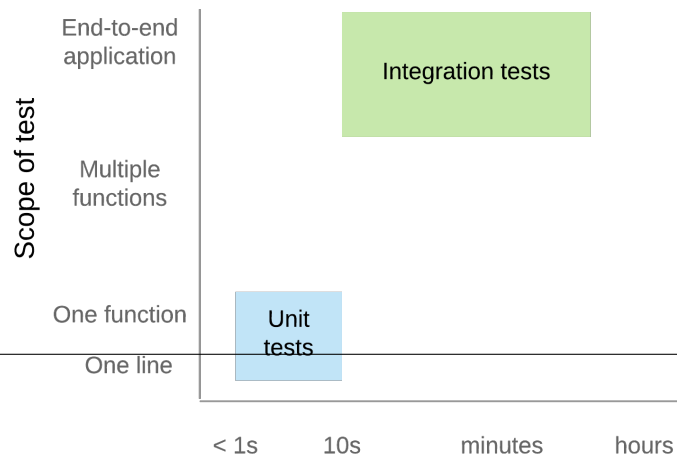 End-to-end
application
Integration tests
Scope of test
Multiple
functions
One function
Unit
tests
One line
< 1s
10s
minutes
hours